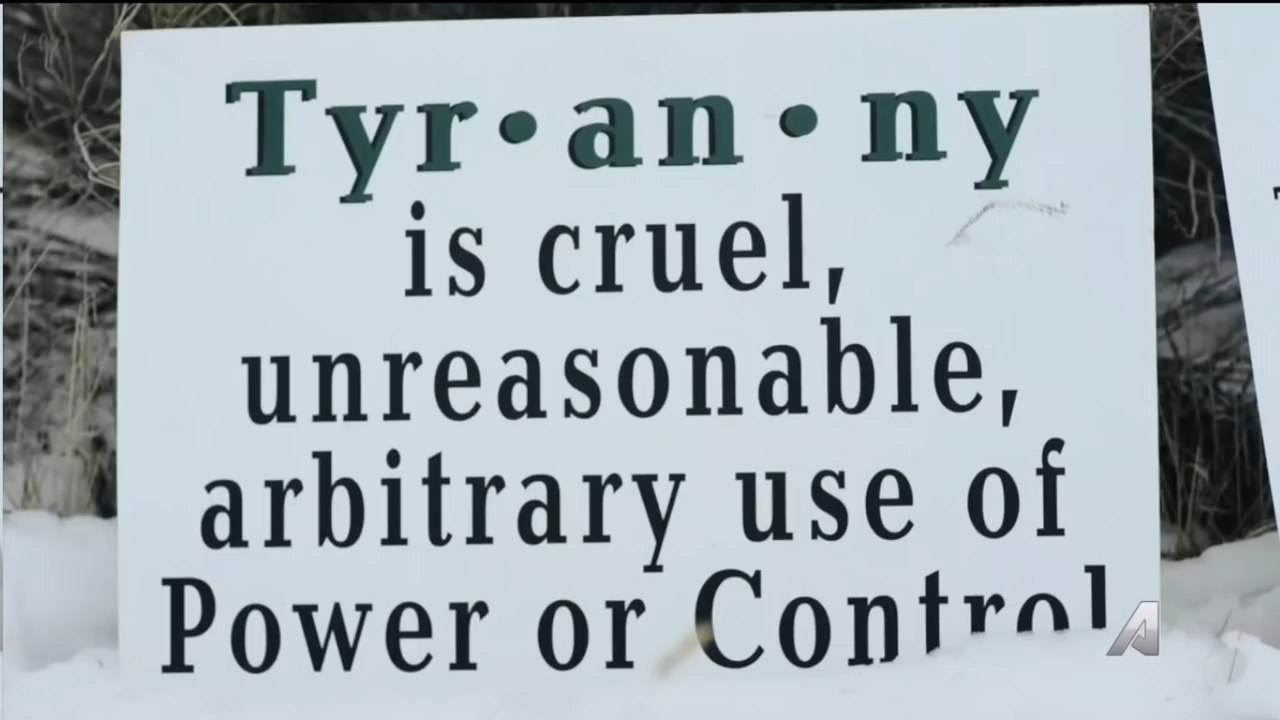 Tyr•an•ny
is cruel,
unreasonable,
arbitrary use of
Power or Control